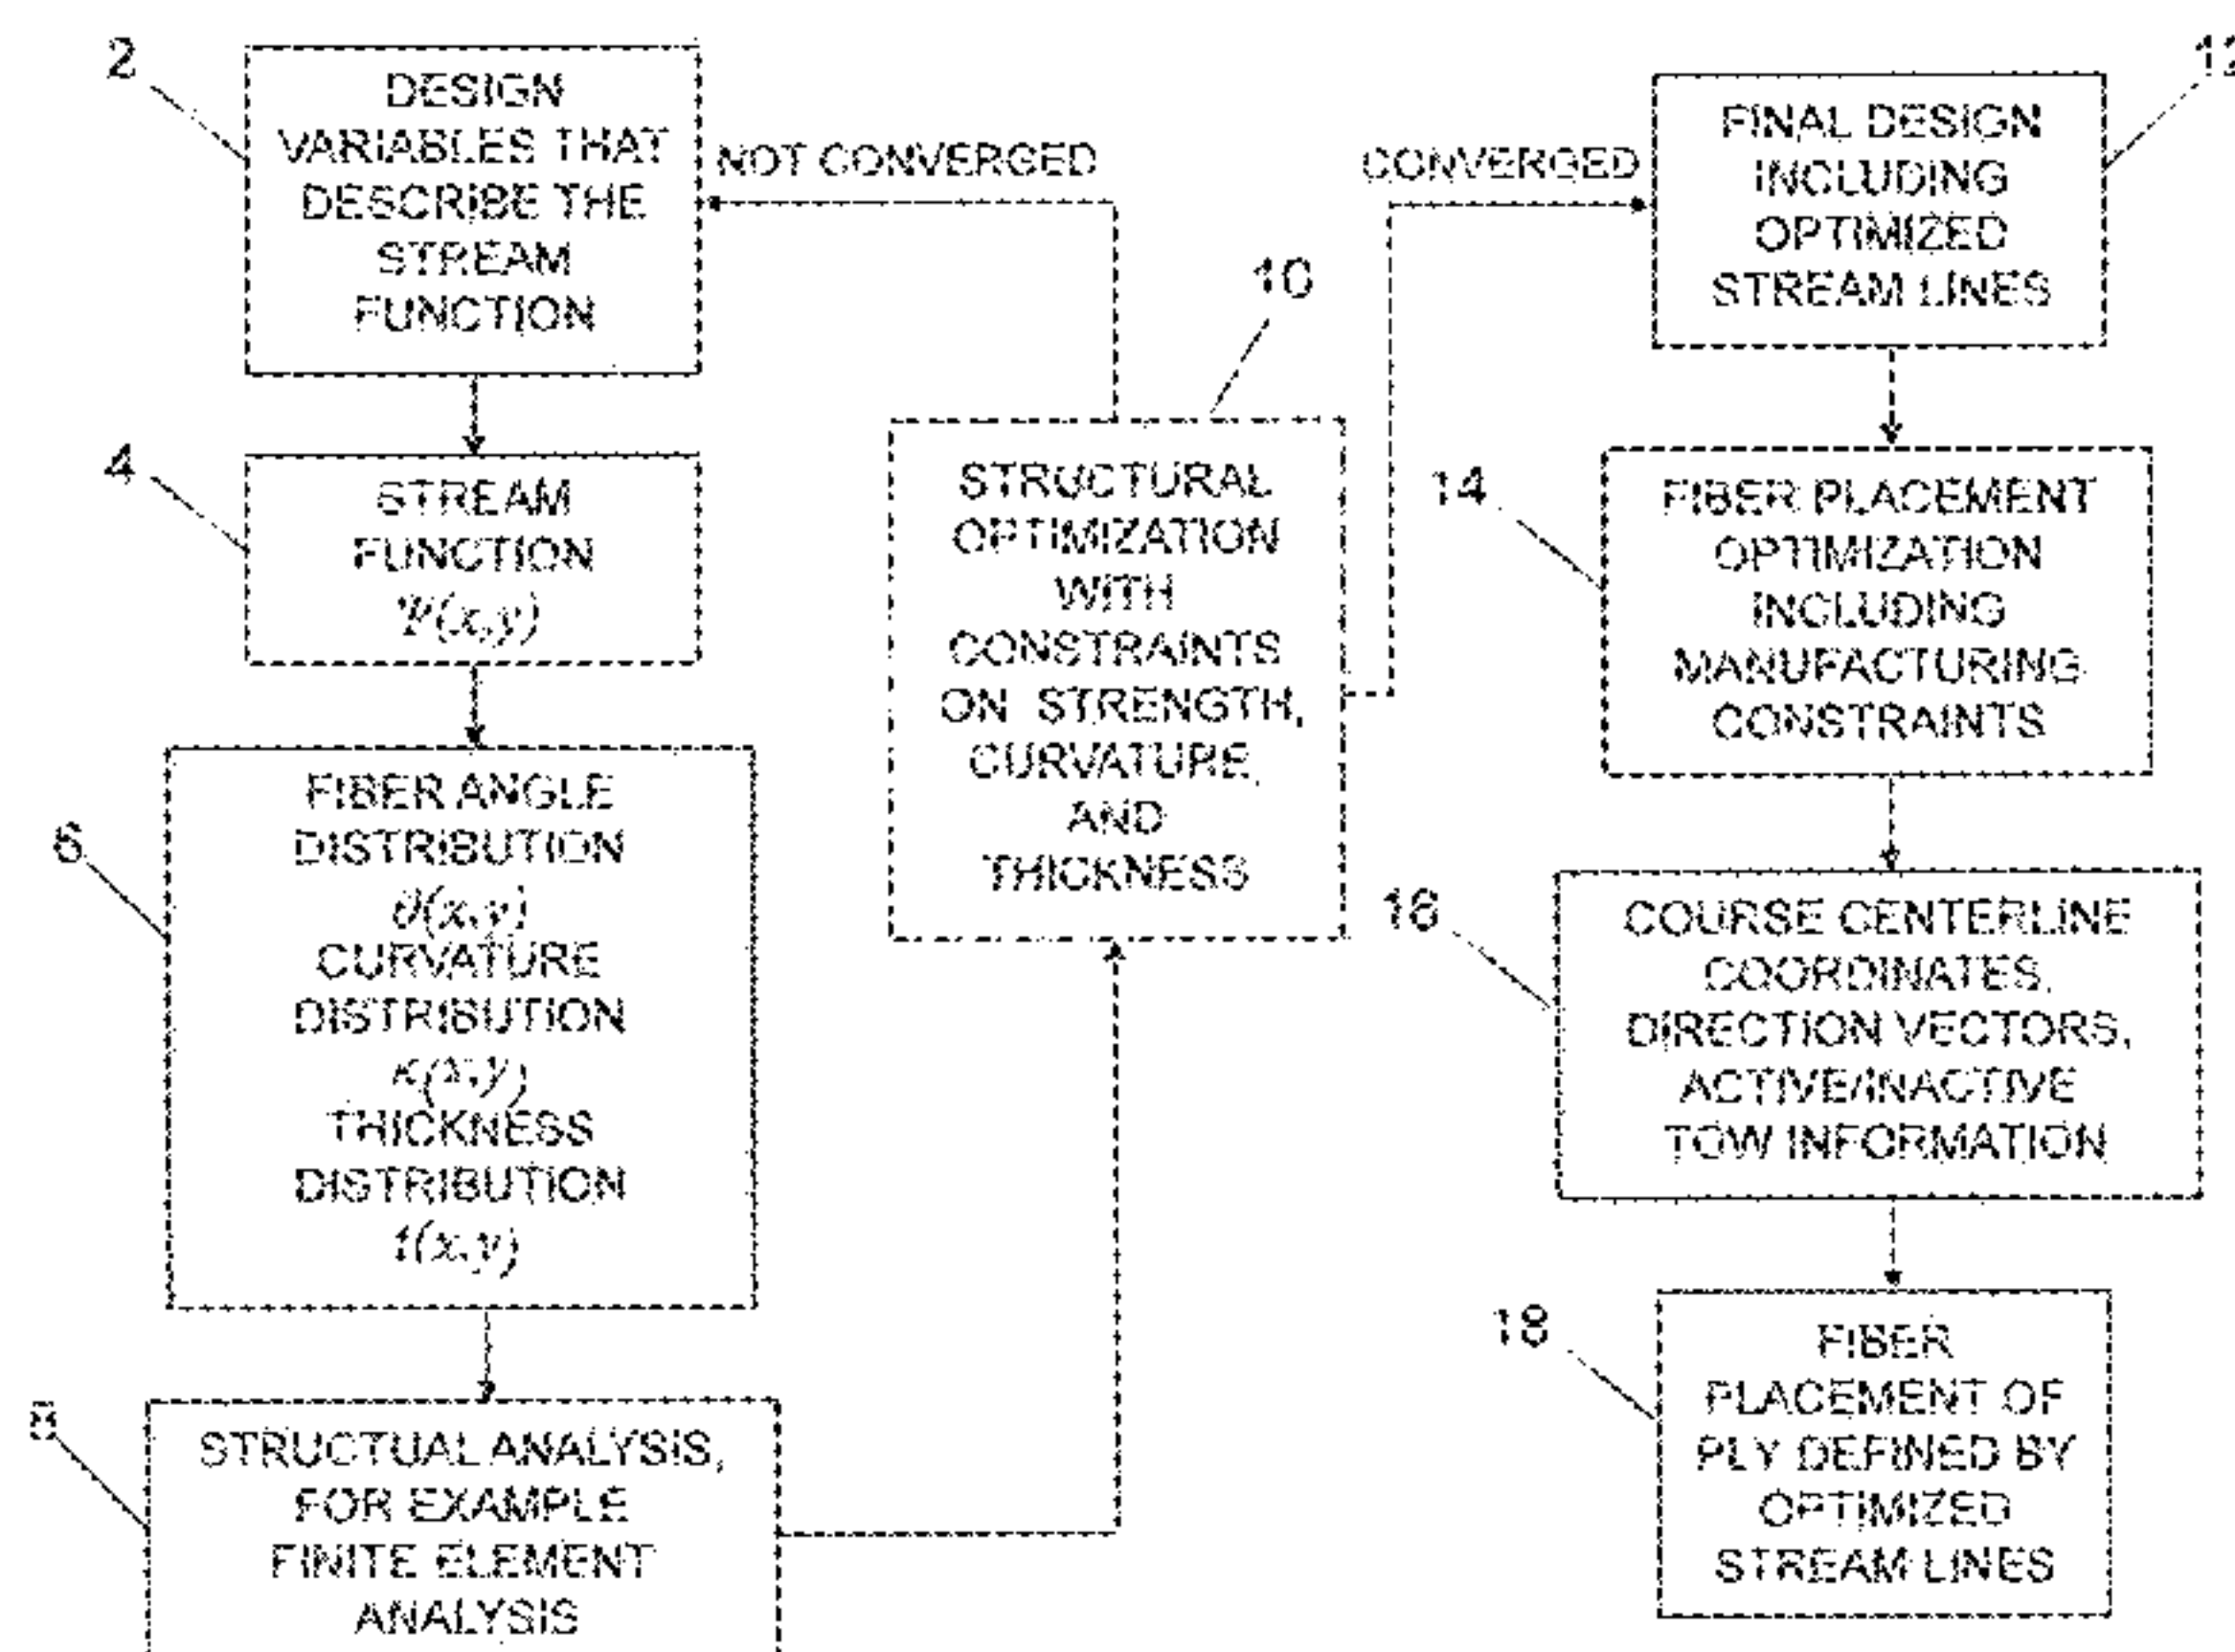 2
DESIGN
VARIABLES THAT
DESCRIBE THE
STREAM
FUNCTION
NOT CONVERGED
4
STREAM
FUNCTION
Ψ(x,y)
6
FIBER ANGLE
DISTRIBUTION
θ(x,y)
CURVATURE
DISTRIBUTION
κ(x,y)
THICKNESS
DISTRIBUTION
t(x,y)
8
STRUCTUAL ANALYSIS,
FOR EXAMPLE
FINITE ELEMENT
ANALYSIS
10
STRUCTURAL
OPTIMIZATION
WITH
CONSTRAINTS
ON STRENGTH,
CURVATURE,
AND
THICKNESS
CONVERGED
12
FINAL DESIGN
INCLUDING
OPTIMIZED
STREAM LINES
14
FIBER PLACEMENT
OPTIMIZATION
INCLUDING
MANUFACTURING
CONSTRAINTS
16
COURSE CENTERLINE
COORDINATES,
DIRECTION VECTORS,
ACTIVE/INACTIVE
TOW INFORMATION
18
FIBER
PLACEMENT OF
PLY DEFINED BY
OPTIMIZED
STREAM LINES